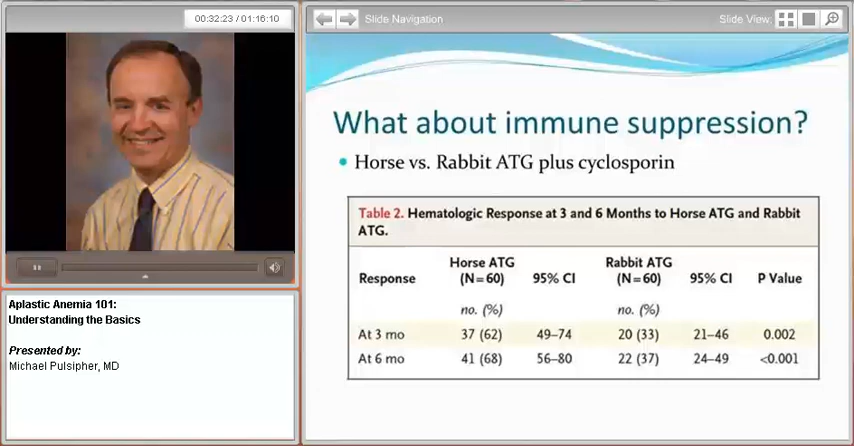 00:32:23 / 01:16:10
Slide Navigation
Slide View:
What about immune suppression?
• Horse vs. Rabbit ATG plus cyclosporin
Table 2. Hematologic Response at 3 and 6 Months to Horse ATG and Rabbit
ATG.
Response Horse ATG (N=60) 95% CI Rabbit ATG (N=60) 95% CI P Value
no. (%) no. (%)
At 3 mo 37 (62) 49–74 20 (33) 21–46 0.002
At 6 mo 41 (68) 56–80 22 (37) 24–49 <0.001
Aplastic Anemia 101:
Understanding the Basics
Presented by:
Michael Pulsipher, MD